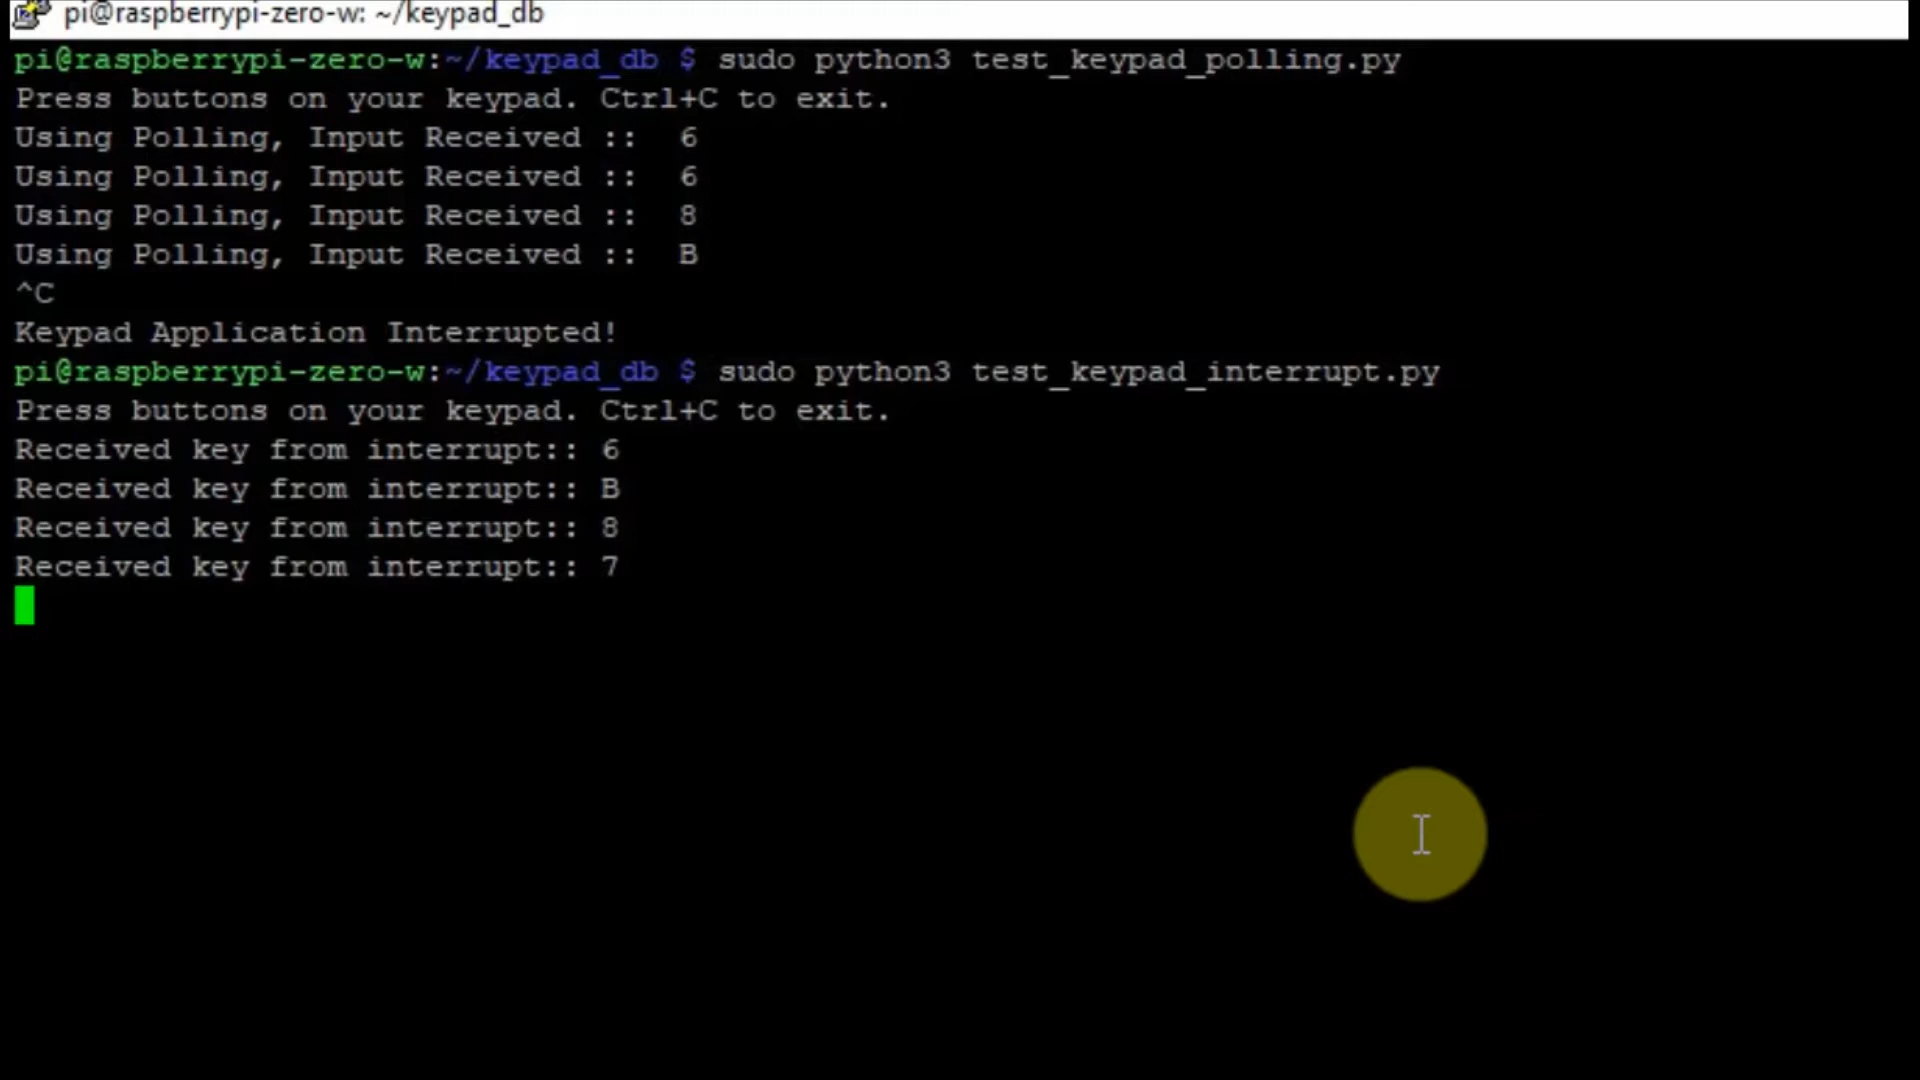 pi@raspberrypi-zero-w: ~/keypad_db
pi@raspberrypi-zero-w:~/keypad_db $ sudo python3 test_keypad_polling.py
Press buttons on your keypad. Ctrl+C to exit.
Using Polling, Input Received ::  6
Using Polling, Input Received ::  6
Using Polling, Input Received ::  8
Using Polling, Input Received ::  B
^C
Keypad Application Interrupted!
pi@raspberrypi-zero-w:~/keypad_db $ sudo python3 test_keypad_interrupt.py
Press buttons on your keypad. Ctrl+C to exit.
Received key from interrupt:: 6
Received key from interrupt:: B
Received key from interrupt:: 8
Received key from interrupt:: 7